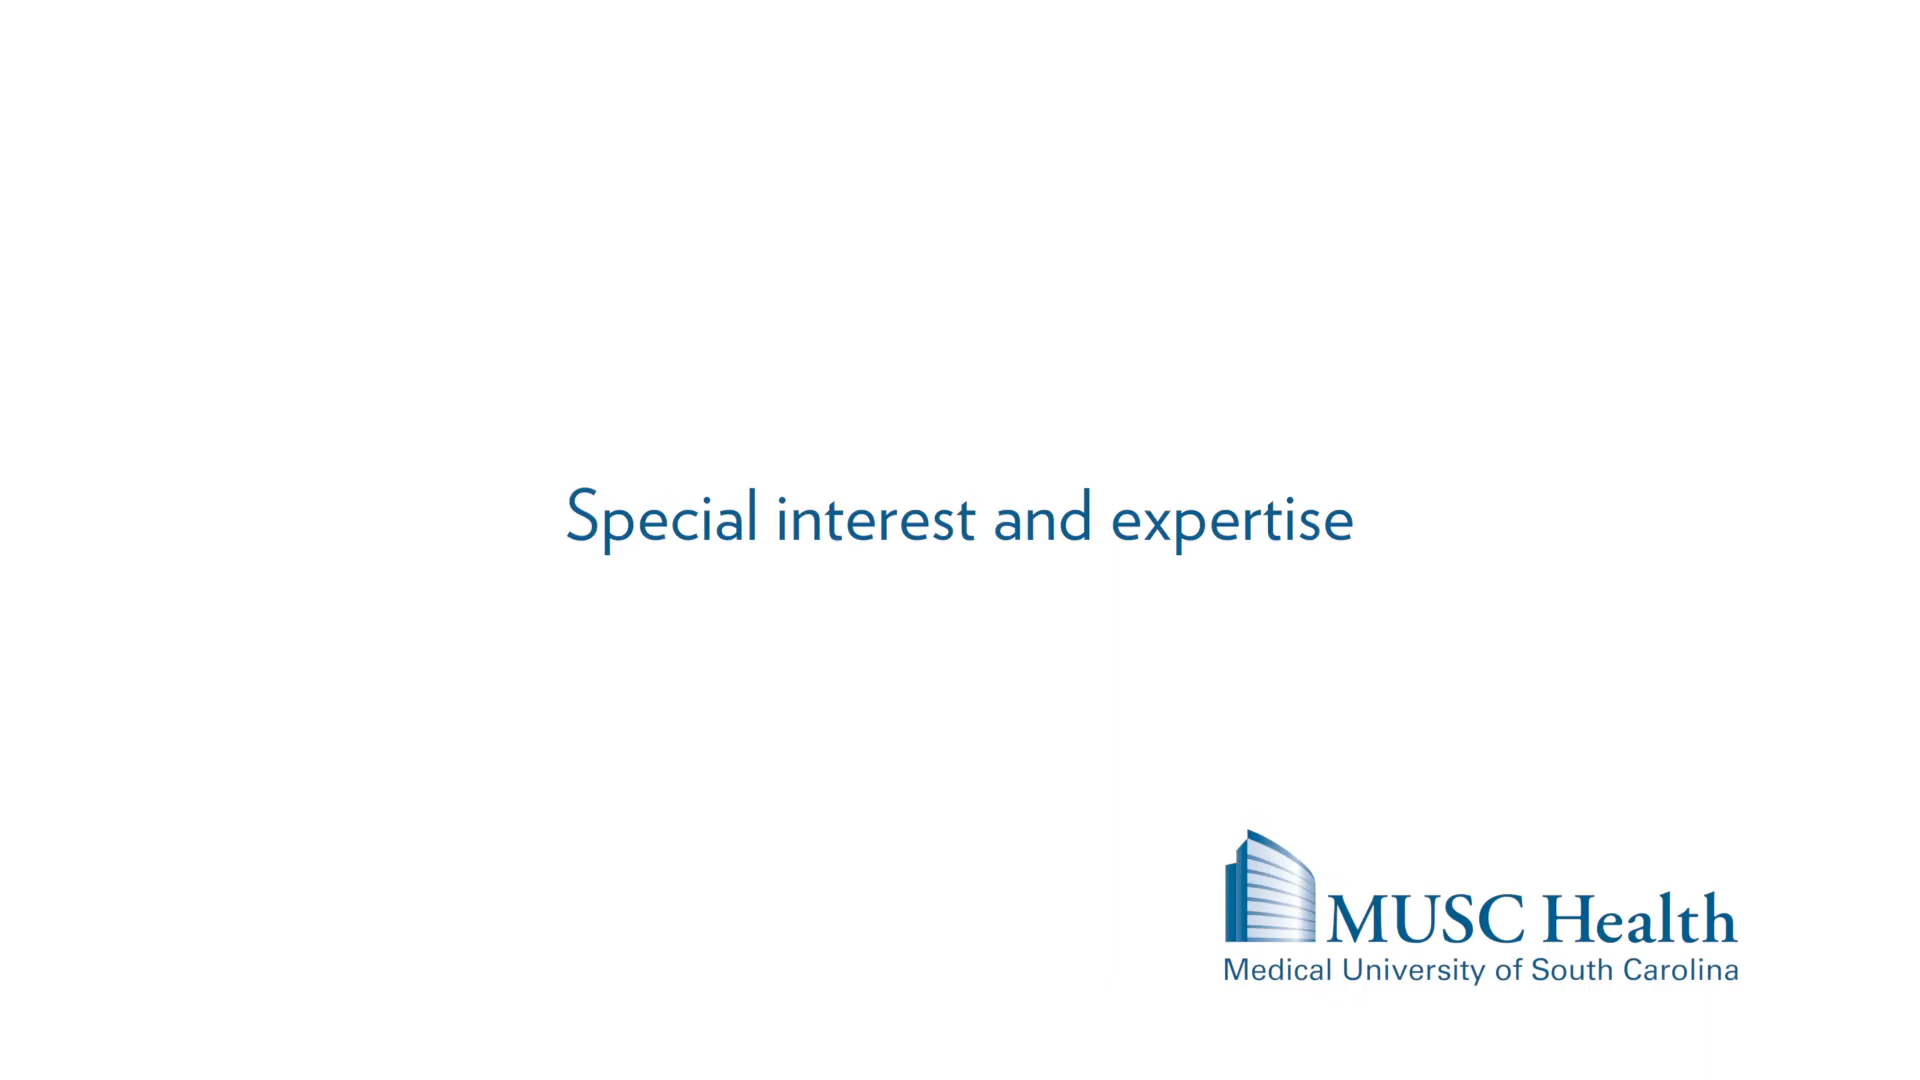 Special interest and expertise
MUSC Health
Medical University of South Carolina